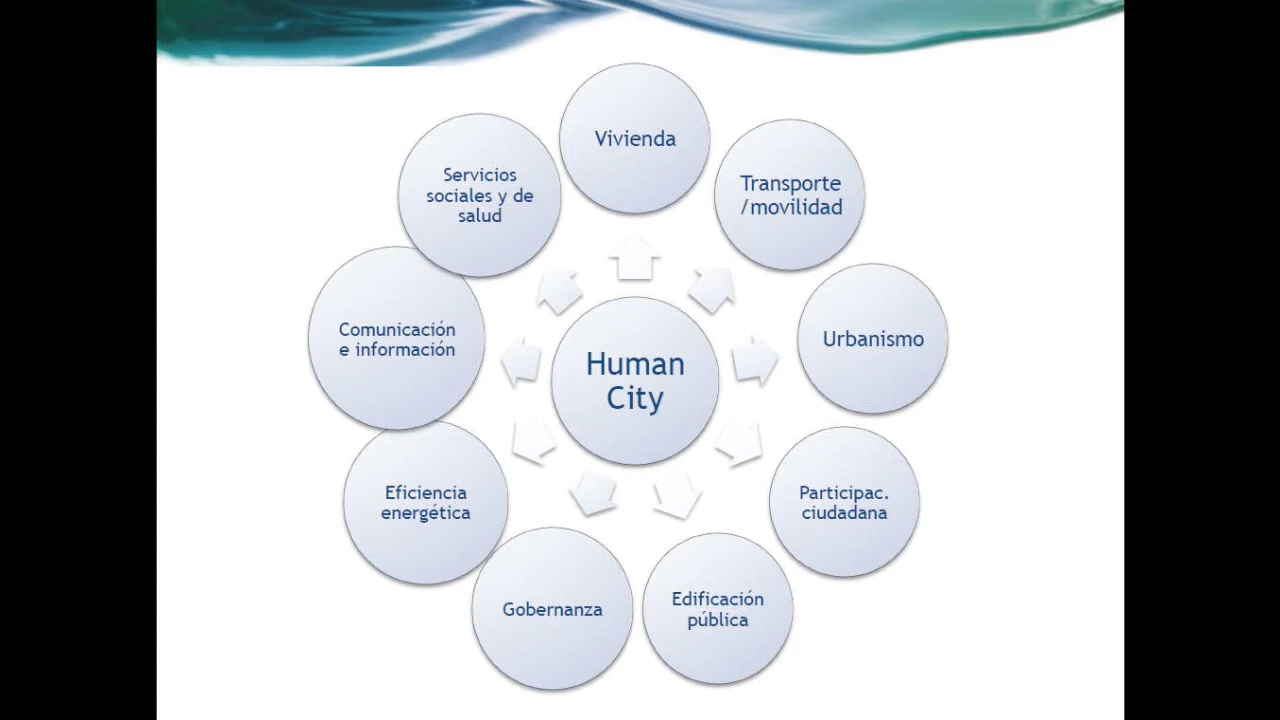 Vivienda
Transporte
/movilidad
Urbanismo
Participac.
ciudadana
Edificación
pública
Gobernanza
Eficiencia
energética
Comunicación
e información
Servicios
sociales y de
salud
Human
City